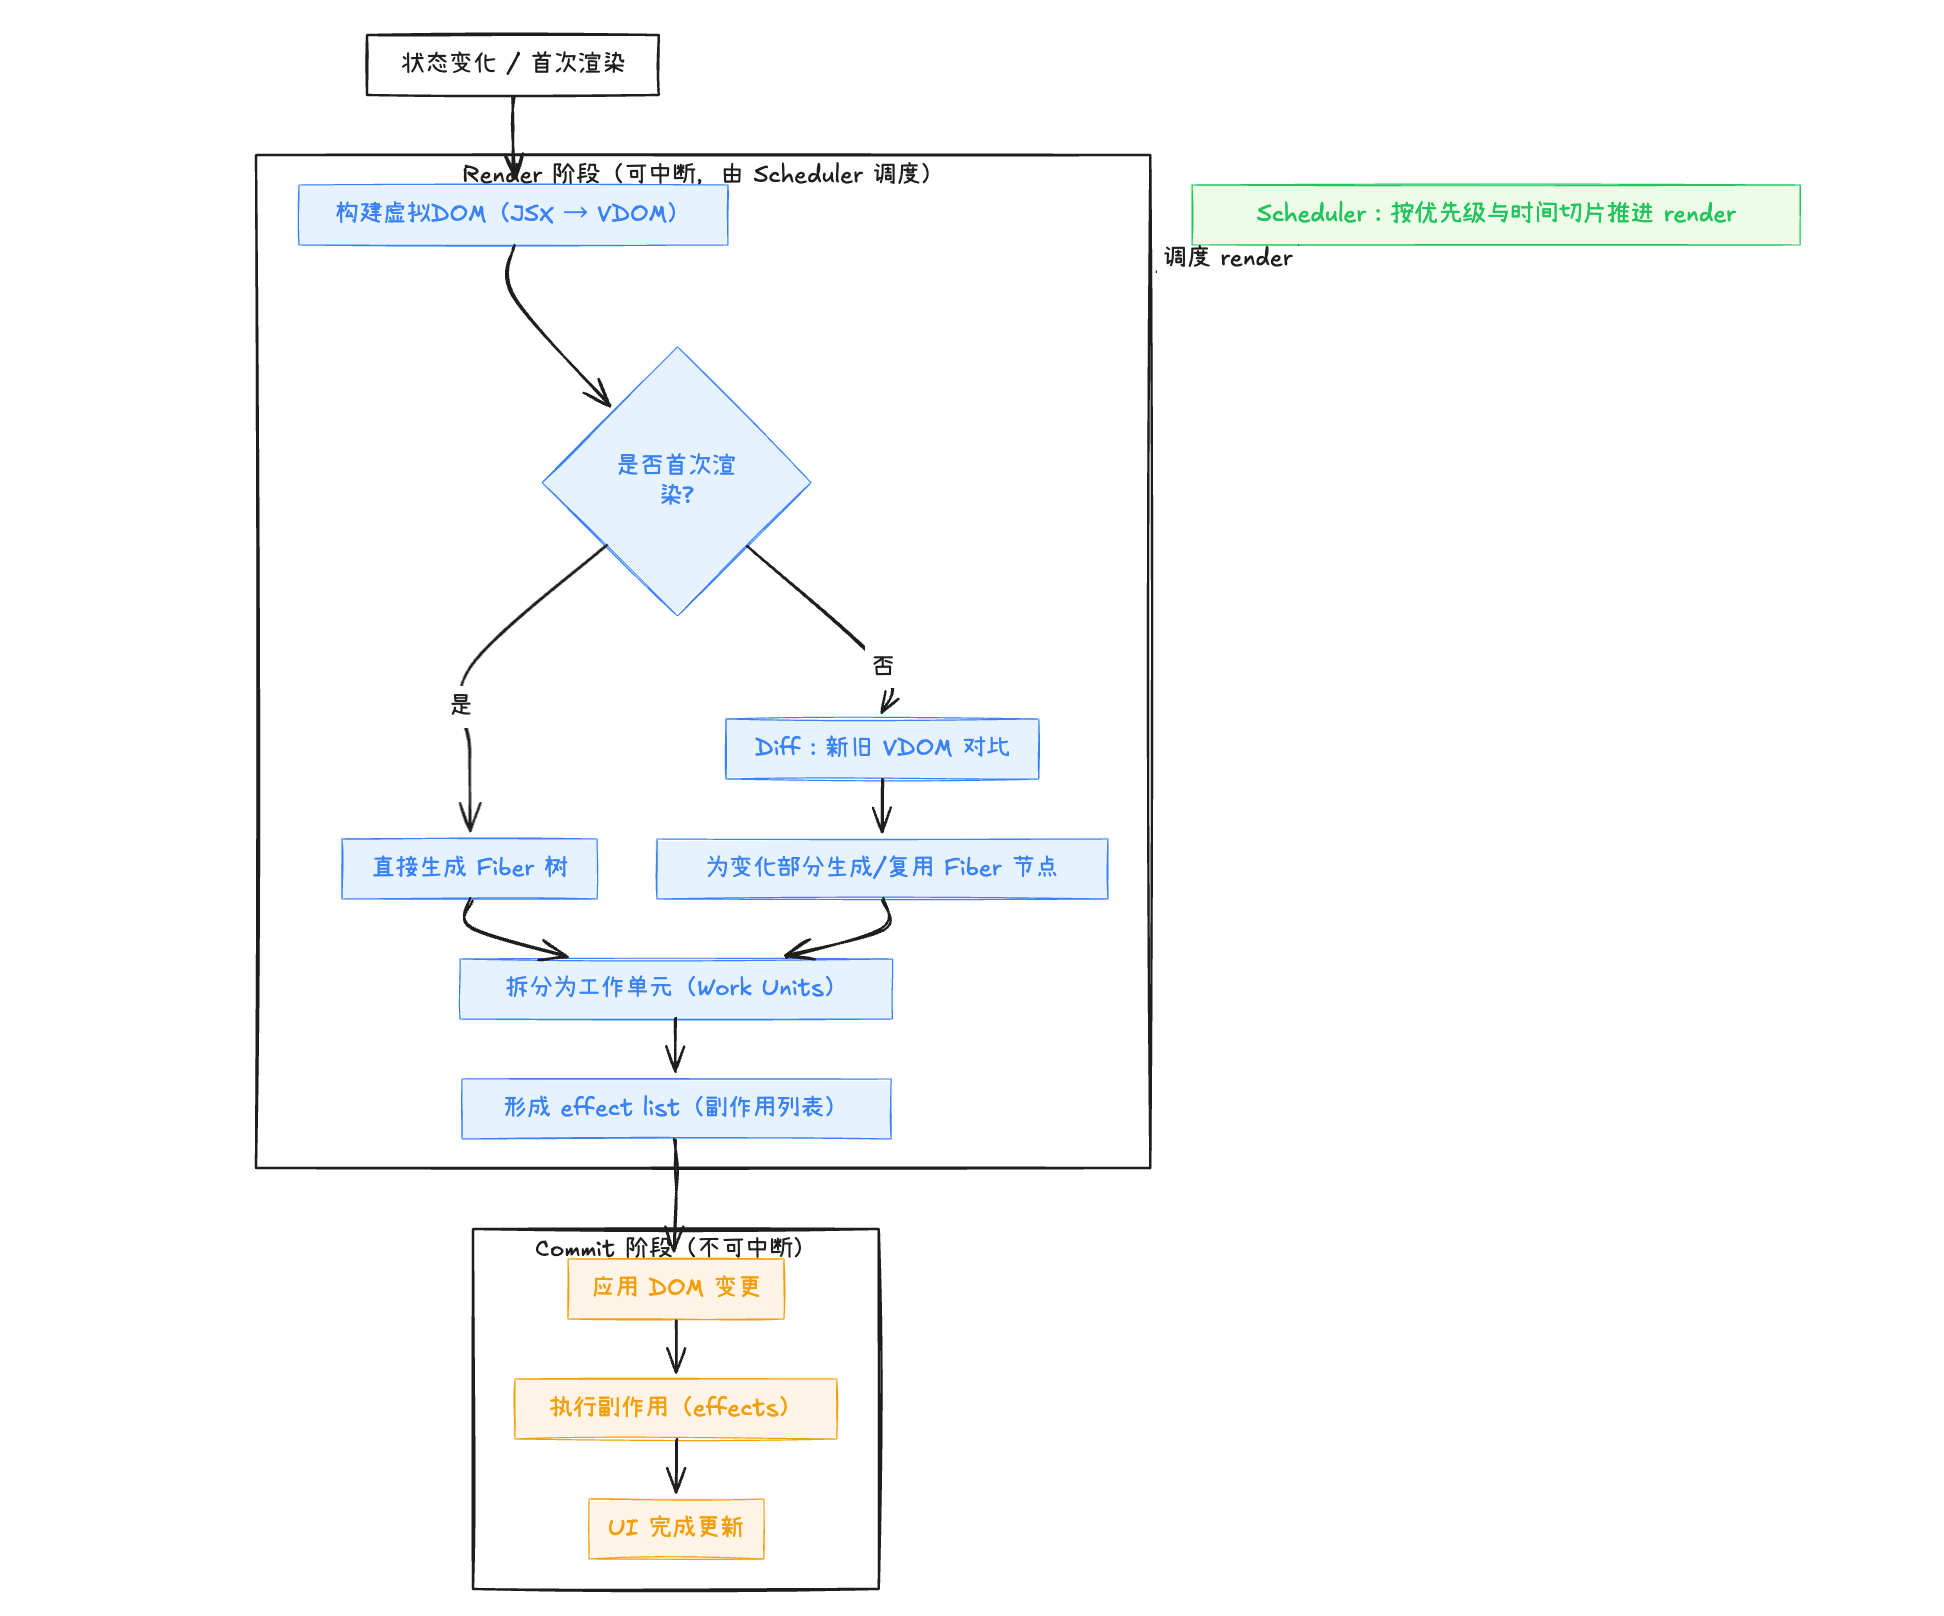 状态变化 / 首次渲染
Render 阶段（可中断，由 Scheduler 调度）
构建虚拟DOM（JSX → VDOM）
Scheduler：按优先级与时间切片推进 render
调度 render
是否首次渲
染?
否
是
Diff：新旧 VDOM 对比
直接生成 Fiber 树
为变化部分生成/复用 Fiber 节点
拆分为工作单元（Work Units）
形成 effect list（副作用列表）
Commit 阶段（不可中断）
应用 DOM 变更
执行副作用（effects）
UI 完成更新